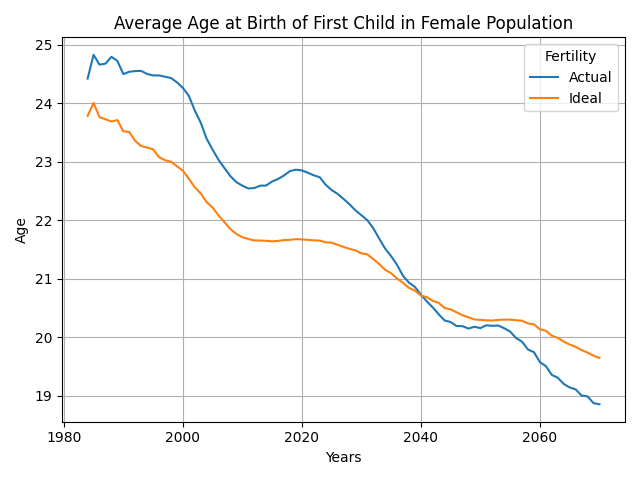 Average Age at Birth of First Child in Female Population
Fertility
Actual
Ideal
25
24
23
22
21
20
19
Age
1980
2000
2020
2040
2060
Years